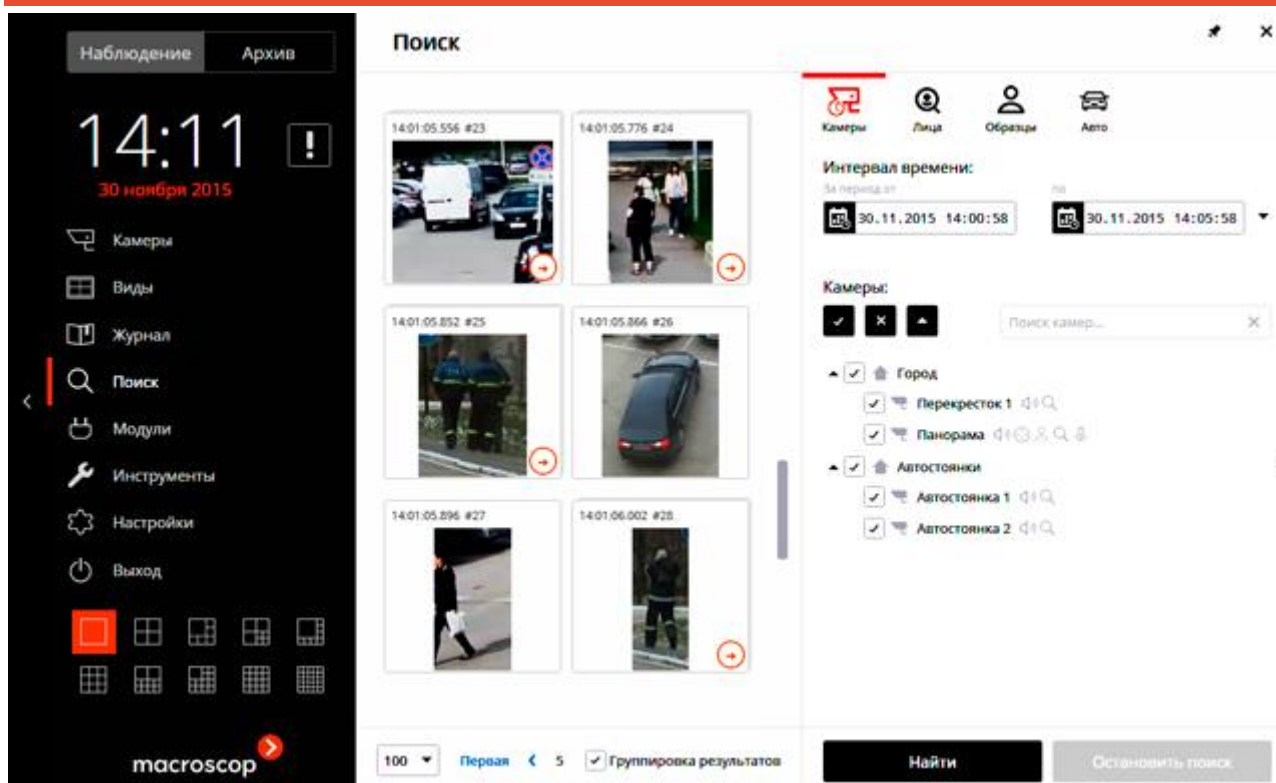 Наблюдение
Архив
14:11
!
30 ноября 2015
Камеры
Виды
Журнал
Поиск
Модули
Инструменты
Настройки
Выход
macroscop
Поиск
14:01:05.556 #23
14:01:05.776 #24
14:01:05.852 #25
14:01:05.866 #26
14:01:05.896 #27
14:01:06.002 #28
100
Первая
5
Группировка результатов
Камеры
Лица
Образцы
Авто
Интервал времени:
За период от
по
30.11.2015 14:00:58
30.11.2015 14:05:58
Камеры:
Поиск камер...
Город
Перекресток 1
Панорама
Автостоянки
Автостоянка 1
Автостоянка 2
Найти
Остановить поиск